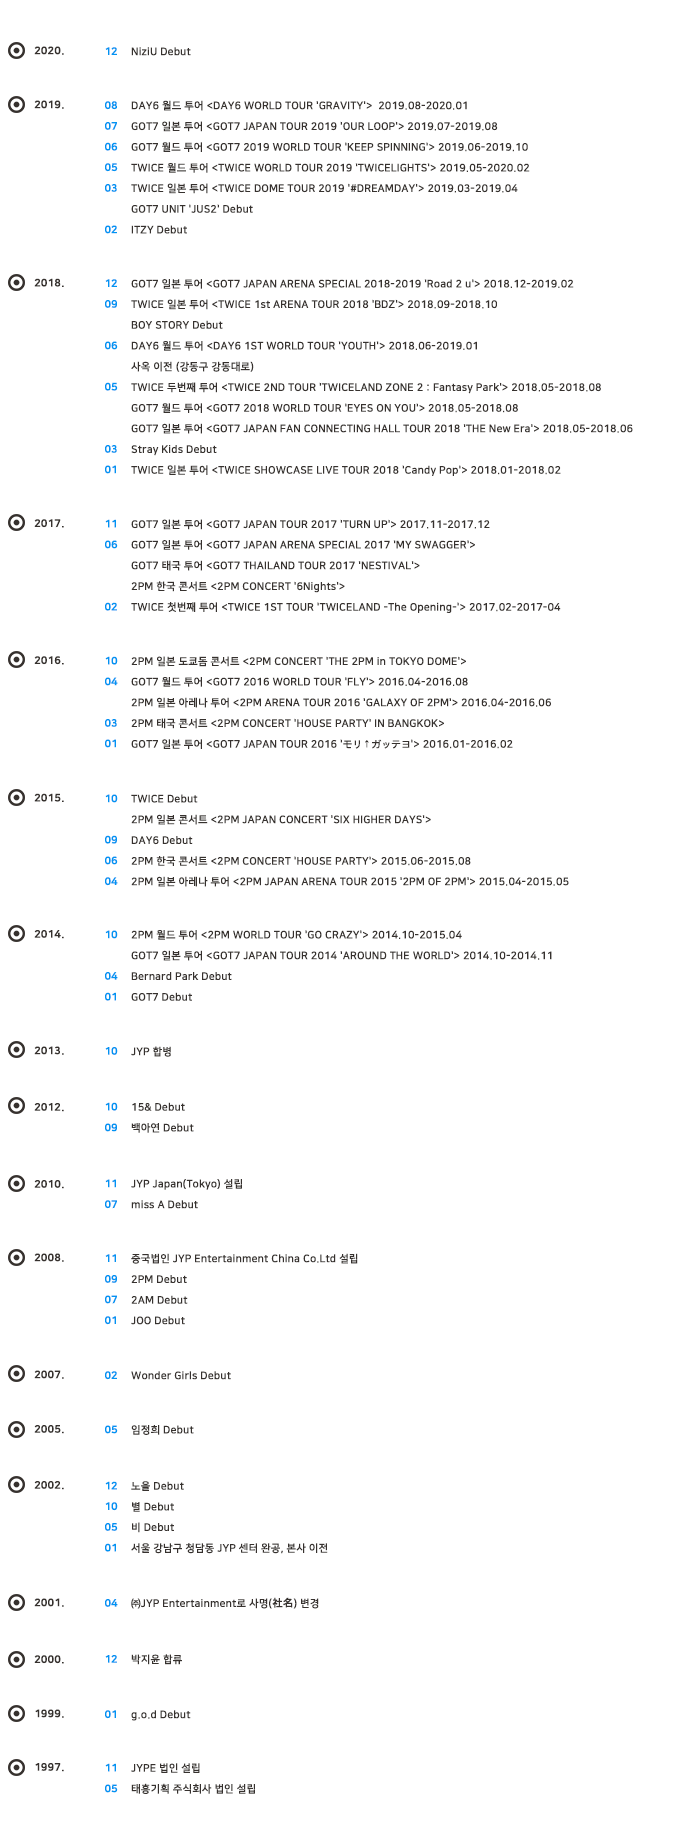 2020. 12 NiziU Debut
2019. 08 DAY6 월드 투어 <DAY6 WORLD TOUR 'GRAVITY'> 2019.08-2020.01
07 GOT7 일본 투어 <GOT7 JAPAN TOUR 2019 'OUR LOOP'> 2019.07-2019.08
06 GOT7 월드 투어 <GOT7 2019 WORLD TOUR 'KEEP SPINNING'> 2019.06-2019.10
05 TWICE 월드 투어 <TWICE WORLD TOUR 2019 'TWICELIGHTS'> 2019.05-2020.02
03 TWICE 일본 투어 <TWICE DOME TOUR 2019 '#DREAMDAY'> 2019.03-2019.04
GOT7 UNIT 'JUS2' Debut
02 ITZY Debut
2018. 12 GOT7 일본 투어 <GOT7 JAPAN ARENA SPECIAL 2018-2019 'Road 2 u'> 2018.12-2019.02
09 TWICE 일본 투어 <TWICE 1st ARENA TOUR 2018 'BDZ'> 2018.09-2018.10
BOY STORY Debut
06 DAY6 월드 투어 <DAY6 1ST WORLD TOUR 'YOUTH'> 2018.06-2019.01
사옥 이전 (강동구 강동대로)
05 TWICE 두번째 투어 <TWICE 2ND TOUR 'TWICELAND ZONE 2 : Fantasy Park'> 2018.05-2018.08
GOT7 월드 투어 <GOT7 2018 WORLD TOUR 'EYES ON YOU'> 2018.05-2018.08
GOT7 일본 투어 <GOT7 JAPAN FAN CONNECTING HALL TOUR 2018 'THE New Era'> 2018.05-2018.06
03 Stray Kids Debut
01 TWICE 일본 투어 <TWICE SHOWCASE LIVE TOUR 2018 'Candy Pop'> 2018.01-2018.02
2017. 11 GOT7 일본 투어 <GOT7 JAPAN TOUR 2017 'TURN UP'> 2017.11-2017.12
06 GOT7 일본 투어 <GOT7 JAPAN ARENA SPECIAL 2017 'MY SWAGGER'>
GOT7 태국 투어 <GOT7 THAILAND TOUR 2017 'NESTIVAL'>
2PM 한국 콘서트 <2PM CONCERT '6Nights'>
02 TWICE 첫번째 투어 <TWICE 1ST TOUR 'TWICELAND -The Opening-'> 2017.02-2017-04
2016. 10 2PM 일본 도쿄돔 콘서트 <2PM CONCERT 'THE 2PM in TOKYO DOME'>
04 GOT7 월드 투어 <GOT7 2016 WORLD TOUR 'FLY'> 2016.04-2016.08
2PM 일본 아레나 투어 <2PM ARENA TOUR 2016 'GALAXY OF 2PM'> 2016.04-2016.06
03 2PM 태국 콘서트 <2PM CONCERT 'HOUSE PARTY' IN BANGKOK>
01 GOT7 일본 투어 <GOT7 JAPAN TOUR 2016 'モリ↑ガッテヨ'> 2016.01-2016.02
2015. 10 TWICE Debut
2PM 일본 콘서트 <2PM JAPAN CONCERT 'SIX HIGHER DAYS'>
09 DAY6 Debut
06 2PM 한국 콘서트 <2PM CONCERT 'HOUSE PARTY'> 2015.06-2015.08
04 2PM 일본 아레나 투어 <2PM JAPAN ARENA TOUR 2015 '2PM OF 2PM'> 2015.04-2015.05
2014. 10 2PM 월드 투어 <2PM WORLD TOUR 'GO CRAZY'> 2014.10-2015.04
GOT7 일본 투어 <GOT7 JAPAN TOUR 2014 'AROUND THE WORLD'> 2014.10-2014.11
04 Bernard Park Debut
01 GOT7 Debut
2013. 10 JYP 합병
2012. 10 15& Debut
09 백아연 Debut
2010. 11 JYP Japan(Tokyo) 설립
07 miss A Debut
2008. 11 중국법인 JYP Entertainment China Co.Ltd 설립
09 2PM Debut
07 2AM Debut
01 JOO Debut
2007. 02 Wonder Girls Debut
2005. 05 임정희 Debut
2002. 12 노을 Debut
10 별 Debut
05 비 Debut
01 서울 강남구 청담동 JYP 센터 완공, 본사 이전
2001. 04 ㈜JYP Entertainment로 사명(社名) 변경
2000. 12 박지윤 합류
1999. 01 g.o.d Debut
1997. 11 JYPE 법인 설립
05 태흥기획 주식회사 법인 설립